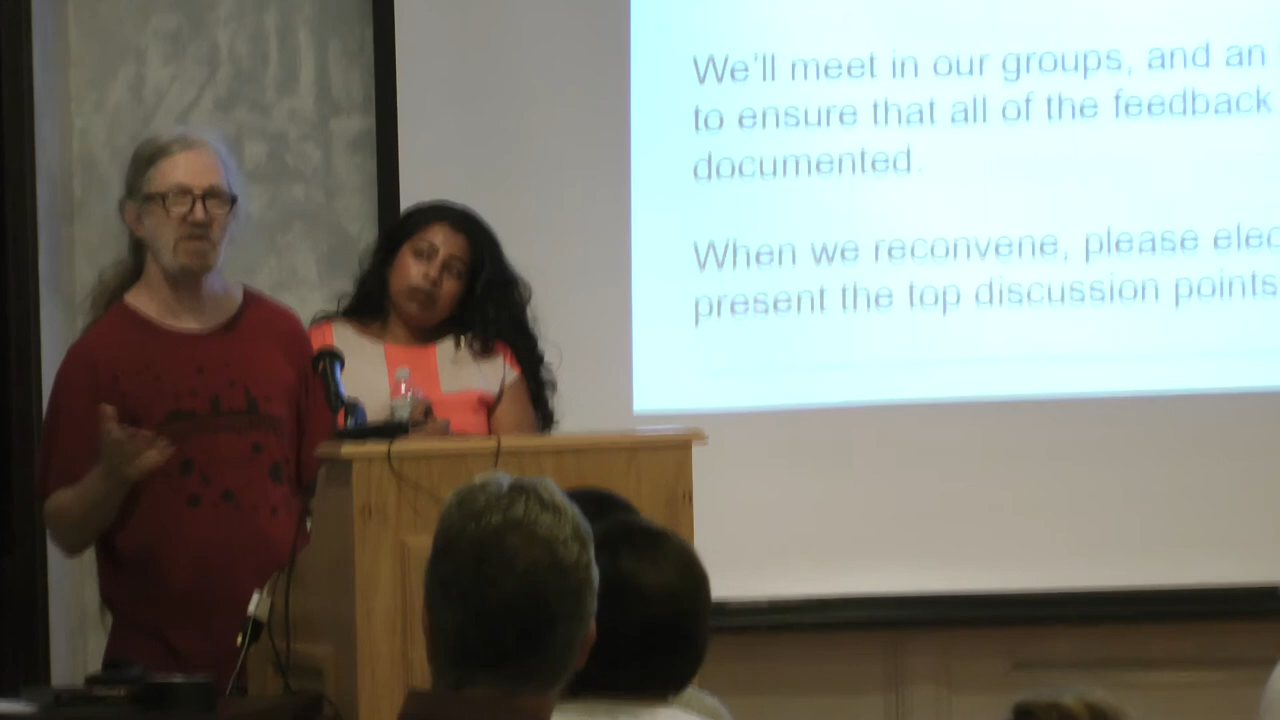 We'll meet in our groups, and an
to ensure that all of the feedback
documented.
When we reconvene, please elec
present the top discussion points